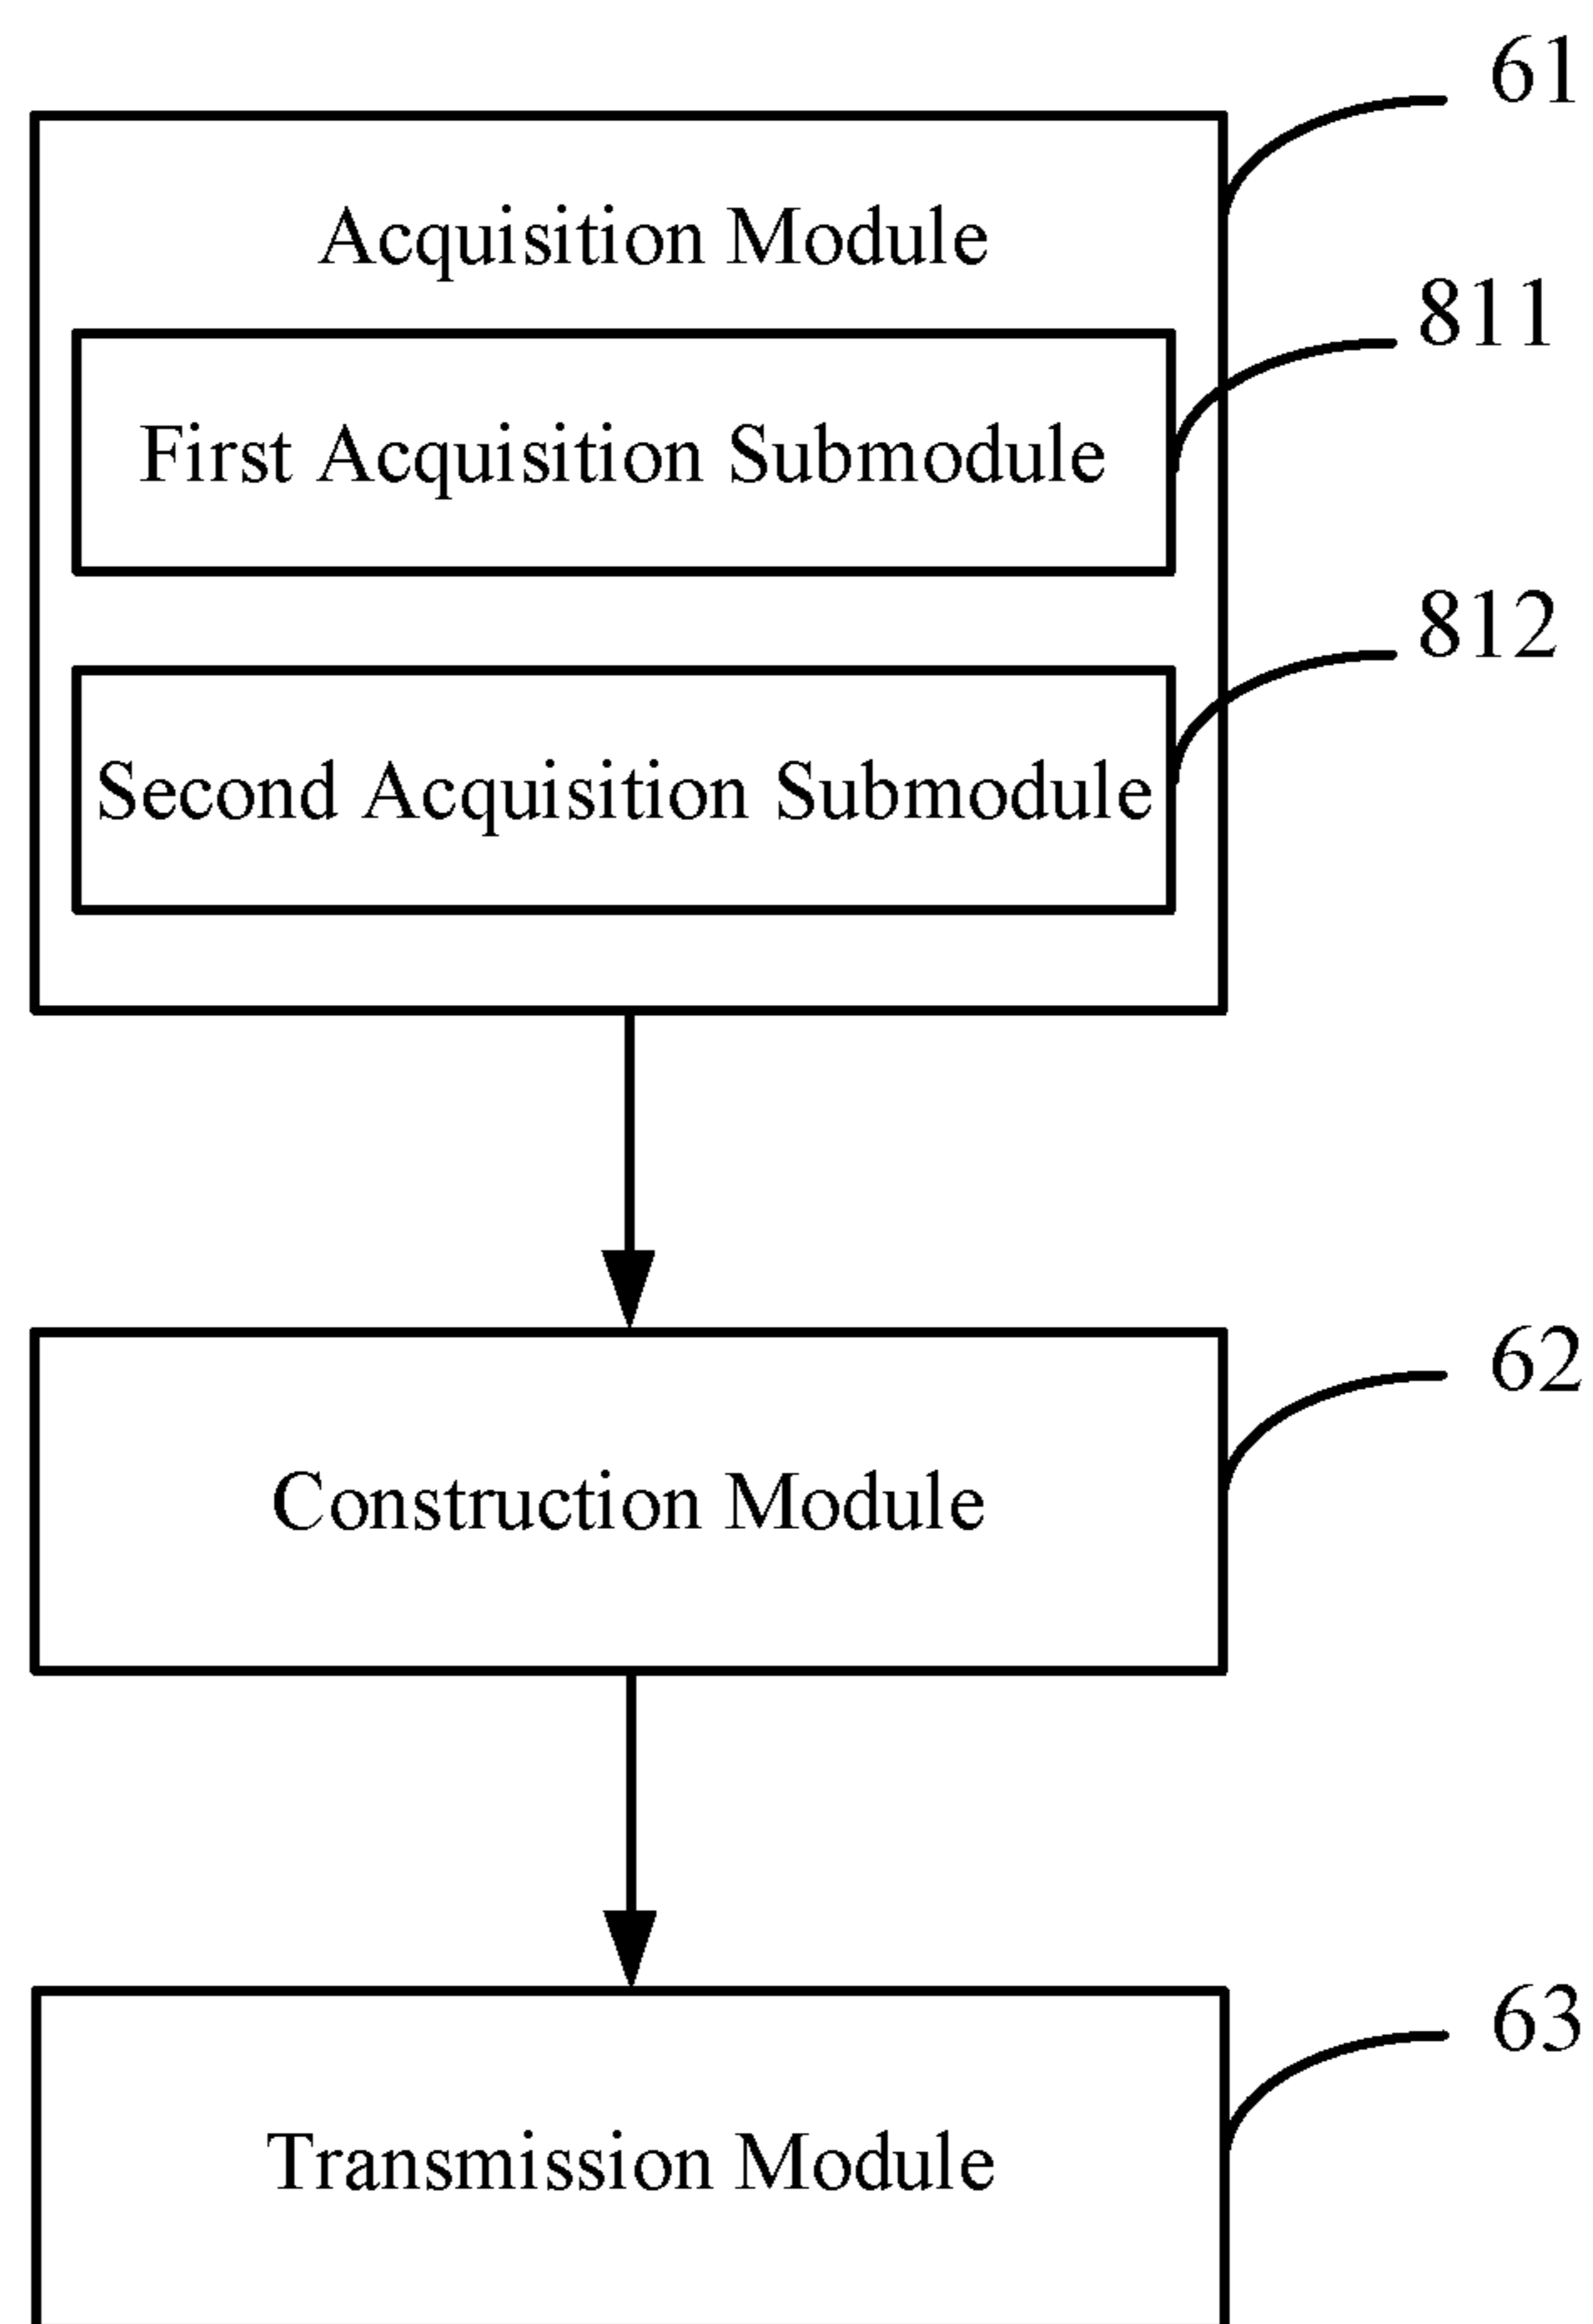 61
Acquisition Module
811
First Acquisition Submodule
812
Second Acquisition Submodule
62
Construction Module
63
Transmission Module